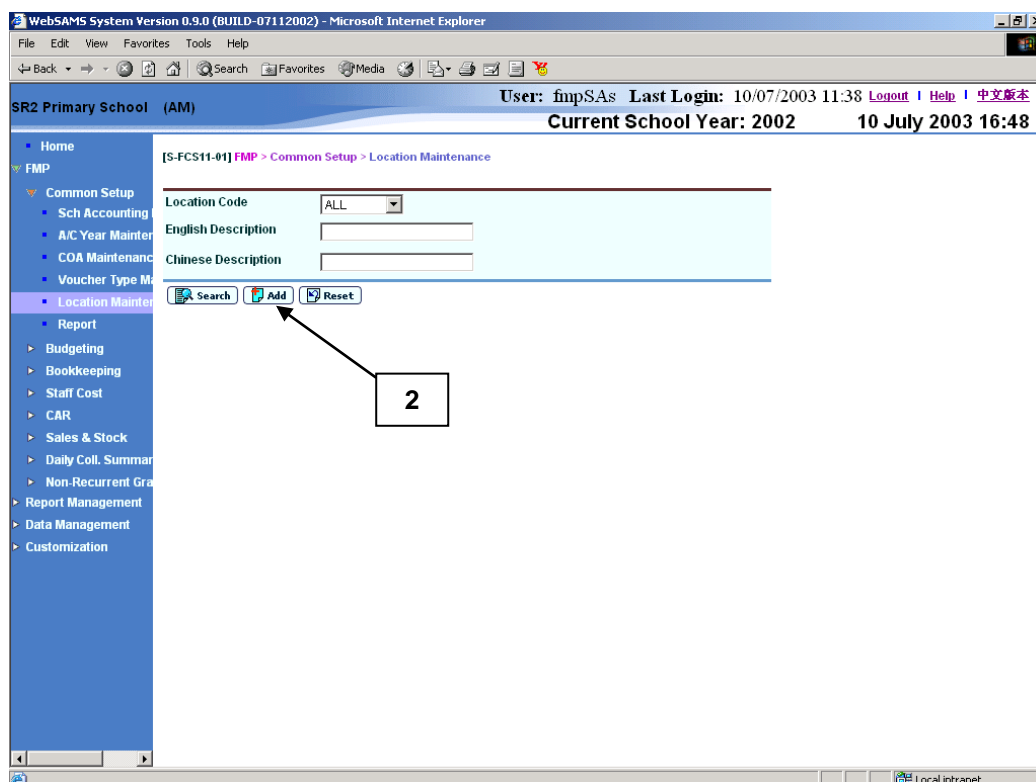 WebSAMS System Version 0.9.0 (BUILD-07112002) - Microsoft Internet Explorer
File Edit View Favorites Tools Help
Back Search Favorites Media
SR2 Primary School (AM)
User: fmpSAs Last Login: 10/07/2003 11:38 Logout | Help | 中文版本
Current School Year: 2002 10 July 2003 16:48
Home
FMP
Common Setup
Sch Accounting
A/C Year Mainter
COA Maintenanc
Voucher Type Ma
Location Mainter
Report
Budgeting
Bookkeeping
Staff Cost
CAR
Sales & Stock
Daily Coll. Summar
Non-Recurrent Gra
Report Management
Data Management
Customization
[S-FCS11-01] FMP > Common Setup > Location Maintenance
Location Code ALL
English Description
Chinese Description
Search Add Reset
2
Local intranet